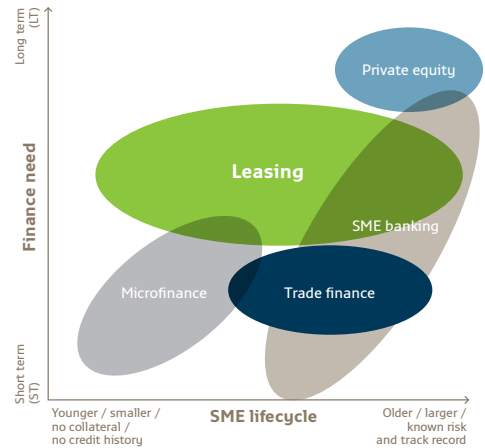 Long term
(LT)
Private equity
Leasing
Finance need
SME banking
Microfinance
Trade finance
Short term
(ST)
Younger / smaller /
no collateral /
no credit history
SME lifecycle
Older / larger /
known risk
and track record